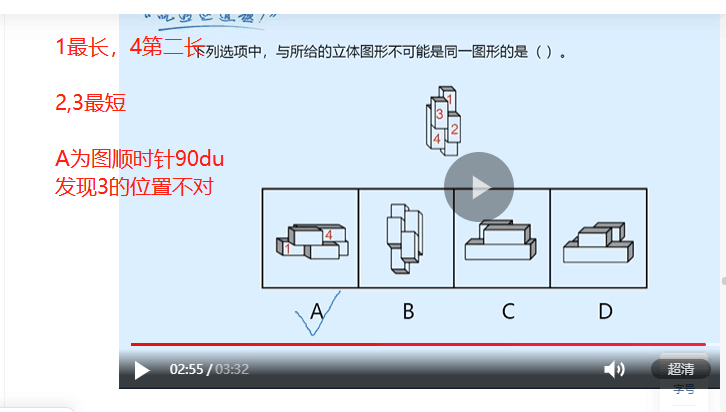 1最长，4第二长
下列选项中，与所给的立体图形不可能是同一图形的是（ ）。
2,3最短
A为图顺时针90du
发现3的位置不对
1
3
2
4
4
1
A
B
C
D
02:55 / 03:32
超清
字号